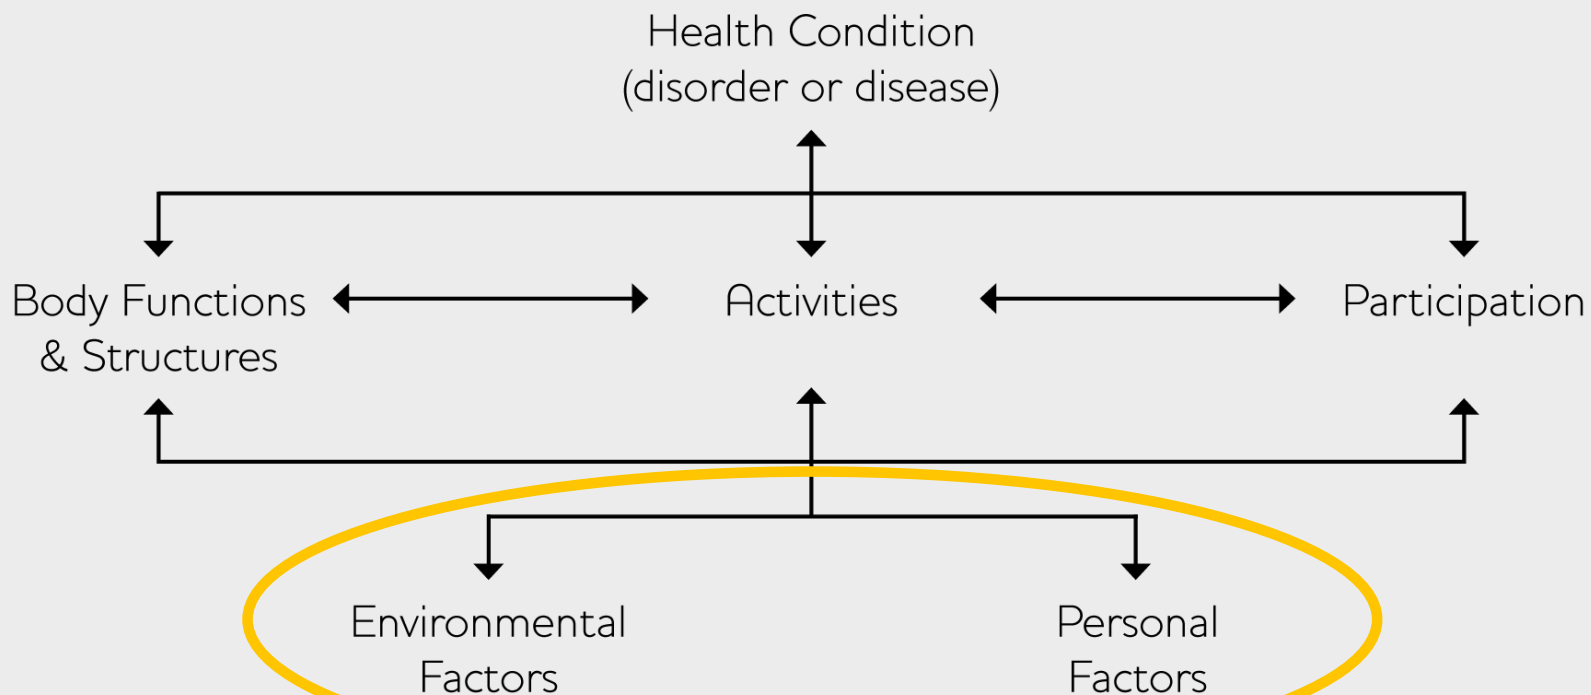 Health Condition
(disorder or disease)
Body Functions
& Structures
Activities
Participation
Environmental
Factors
Personal
Factors